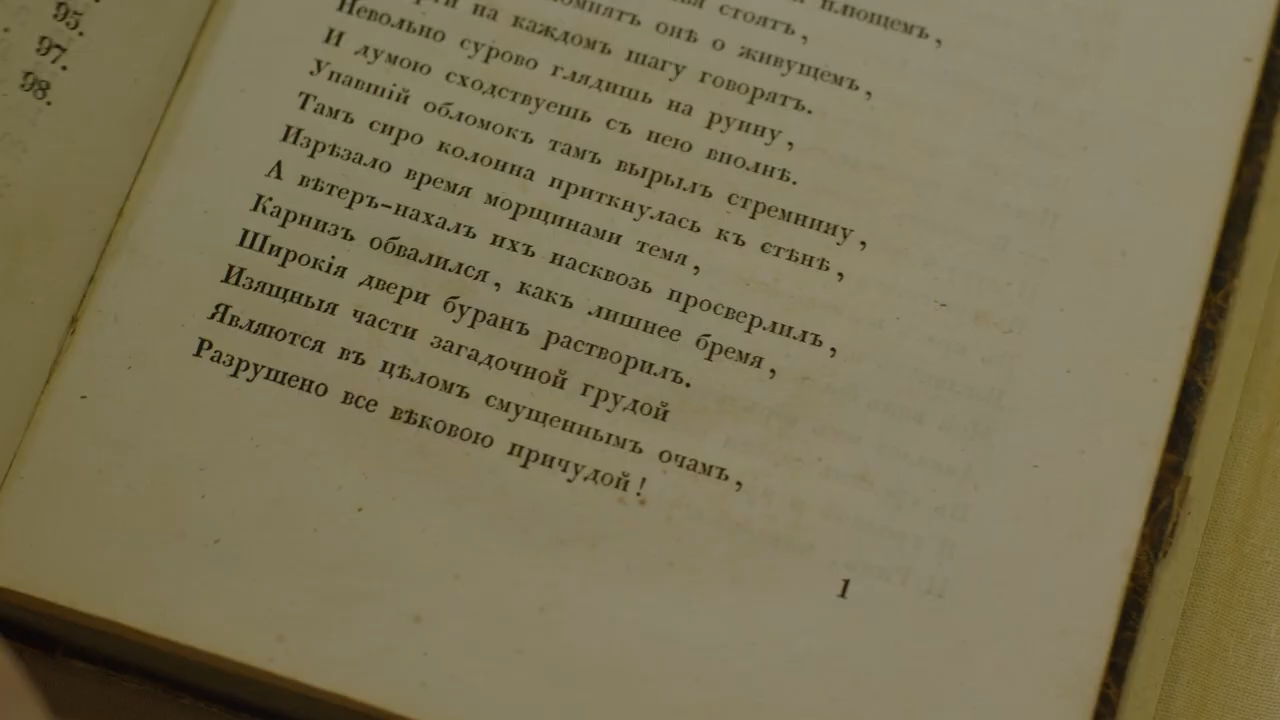 95.
97.
98.
плющемъ,
стоятъ,
онѣ о живущемъ,
на каждомъ шагу говорятъ.
Невольно сурово глядишь на руину,
И думою сходствуешь съ нею вполнѣ.
Упавшій обломокъ тамъ вырылъ стремнину,
Тамъ сиро колонна приткнулась къ стѣнѣ,
Изрѣзало время морщинами темя,
А вѣтеръ-нахалъ ихъ насквозь просверлилъ,
Карнизъ обвалился, какъ лишнее бремя,
Широкія двери буранъ растворилъ.
Изящныя части загадочной грудой
Являются въ цѣломъ смущеннымъ очамъ,
Разрушено все вѣковою причудой!
1